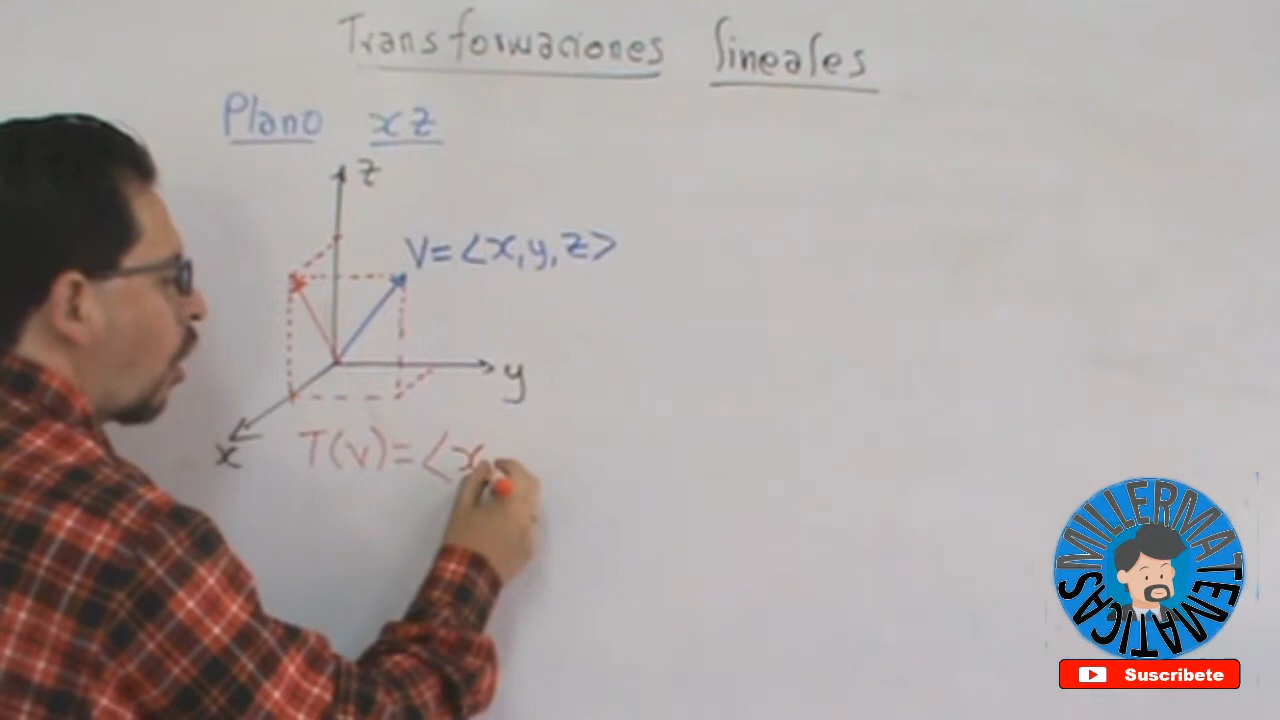 Transformaciones lineales
Plano xz
z
V=<x,y,z>
y
x
T(v)=<x
MILLERMATEMATICAS
Suscribete